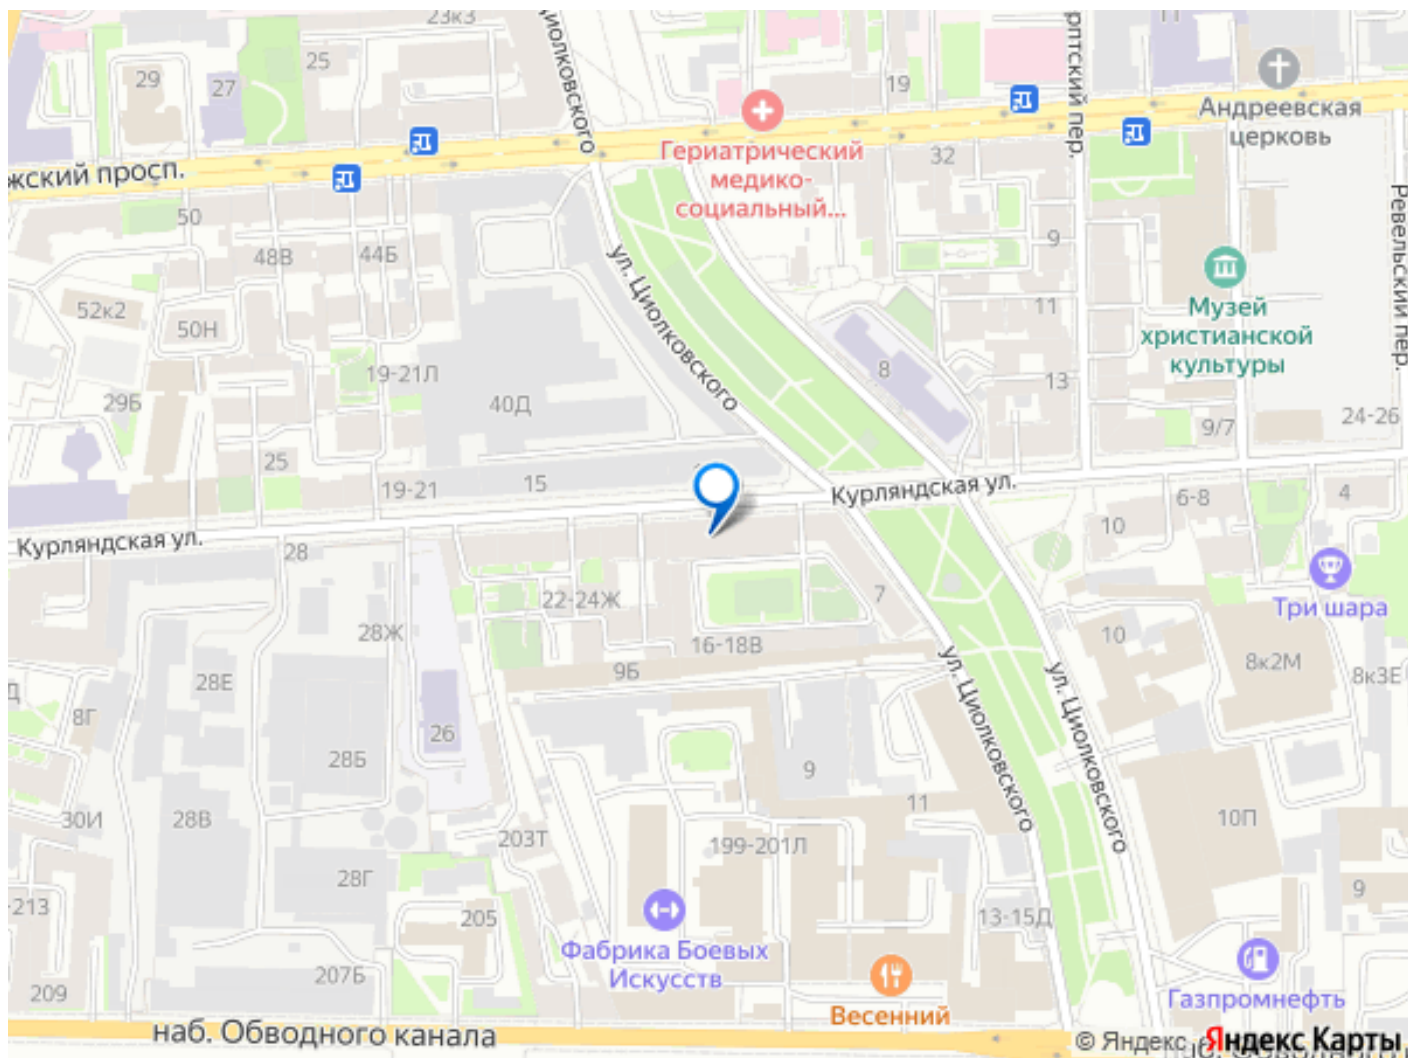 23к3
11
25
29
27
19
Циолковского
рптский пер.
Андреевская
церковь
Гериатрический
медико-
социальный...
32
жский просп.
50
48В
44Б
9
Ревельский пер.
ул. Циолковского
52к2
50Н
11
Музей
христианской
культуры
8
19-21Л
13
29Б
40Д
24-26
9/7
25
19-21
15
Курляндская ул.
6-8
4
10
Курляндская ул.
28
Три шара
22-24Ж
7
28Ж
16-18В
10
9Б
8к2М
8к3Е
28Е
ул. Циолковского
ул. Циолковского
Д
8Г
26
28Б
9
11
30И
28В
10П
203Т
199-201Л
28Г
9
-213
205
13-15Д
Фабрика Боевых
Искусств
207Б
209
Весенний
Газпромнефть
наб. Обводного канала
© Яндекс
Яндекс Карты